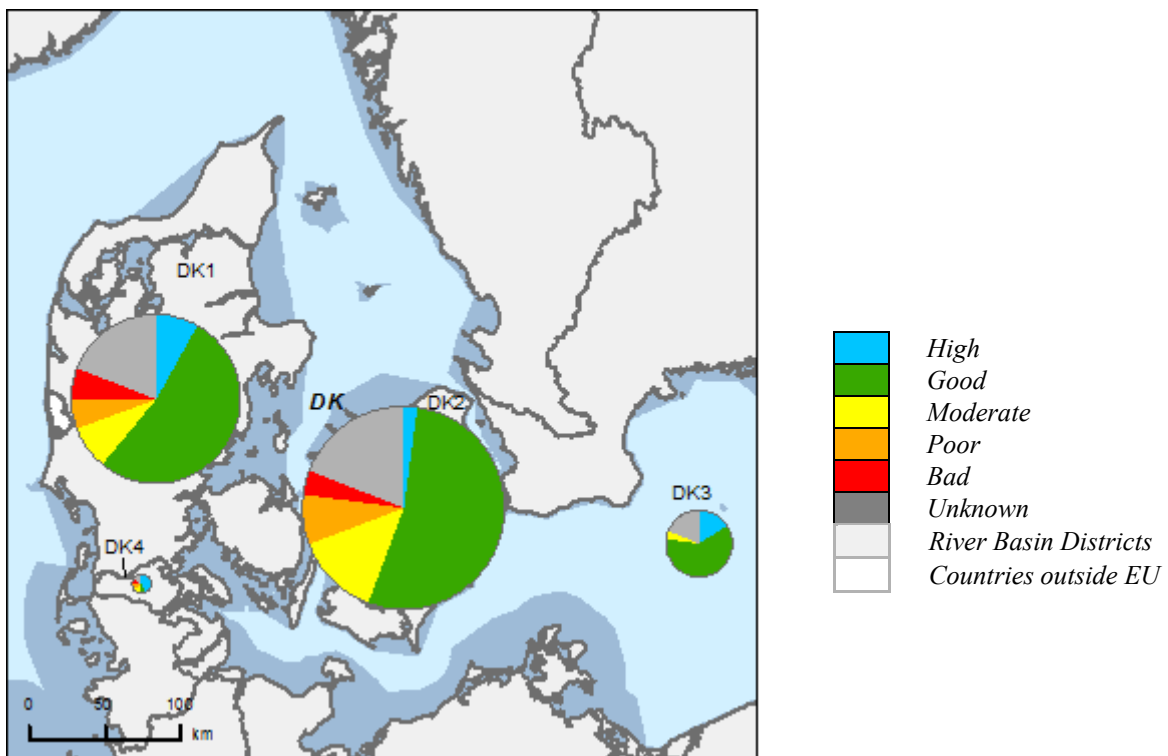 DK1
DK
DK2
DK3
DK4
0 50 100
km
High
Good
Moderate
Poor
Bad
Unknown
River Basin Districts
Countries outside EU